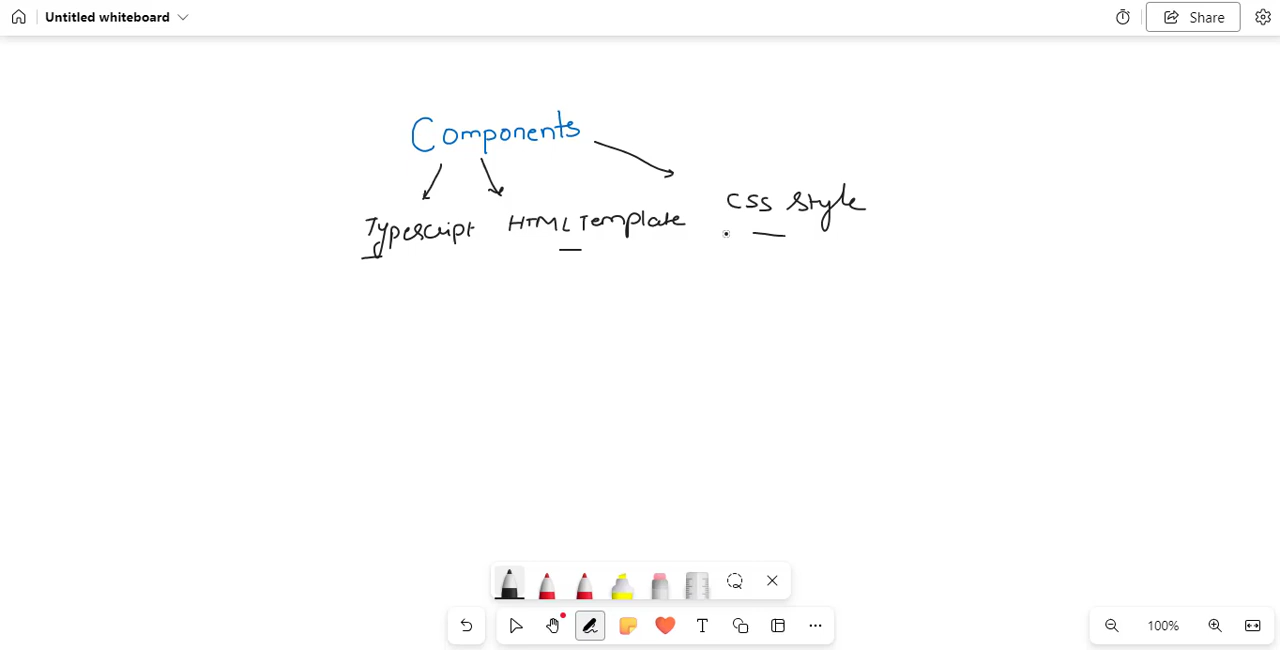 Untitled whiteboard
Share
Components
Typescript HTML Template CSS Style
100%